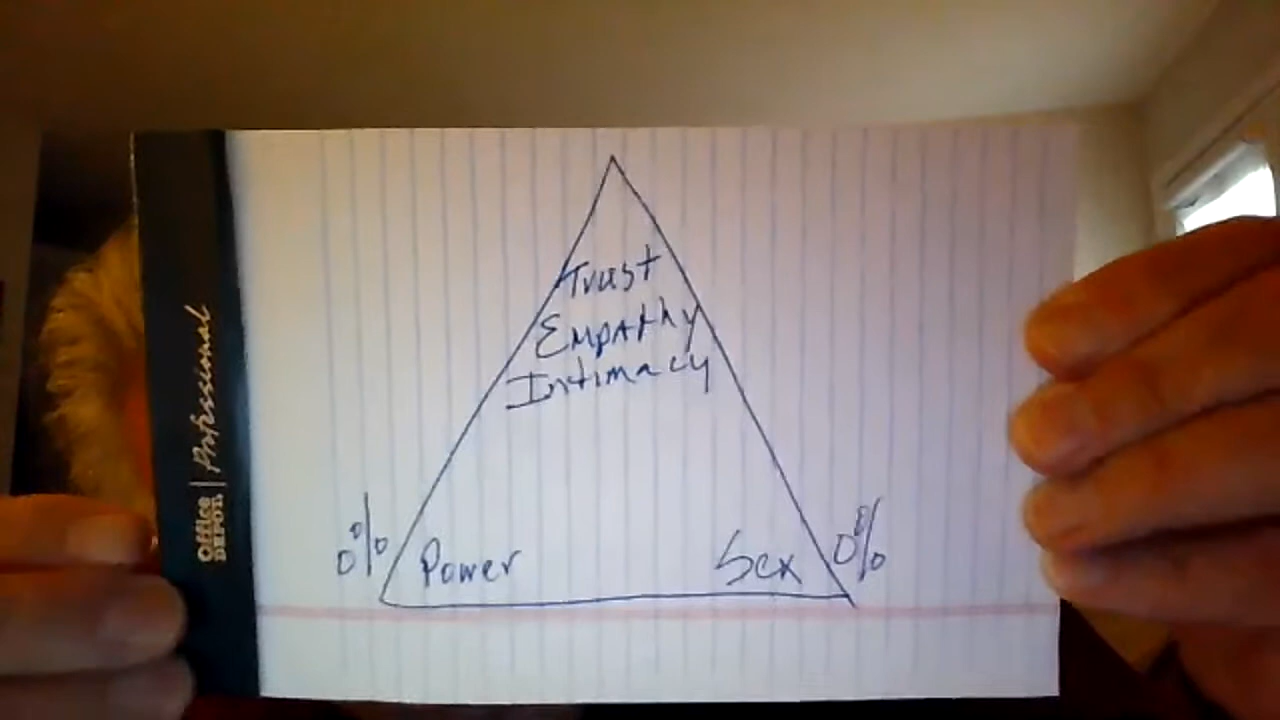 Trust
Empathy
Intimacy
0% Power Sex 0%
Office DEPOT | Professional